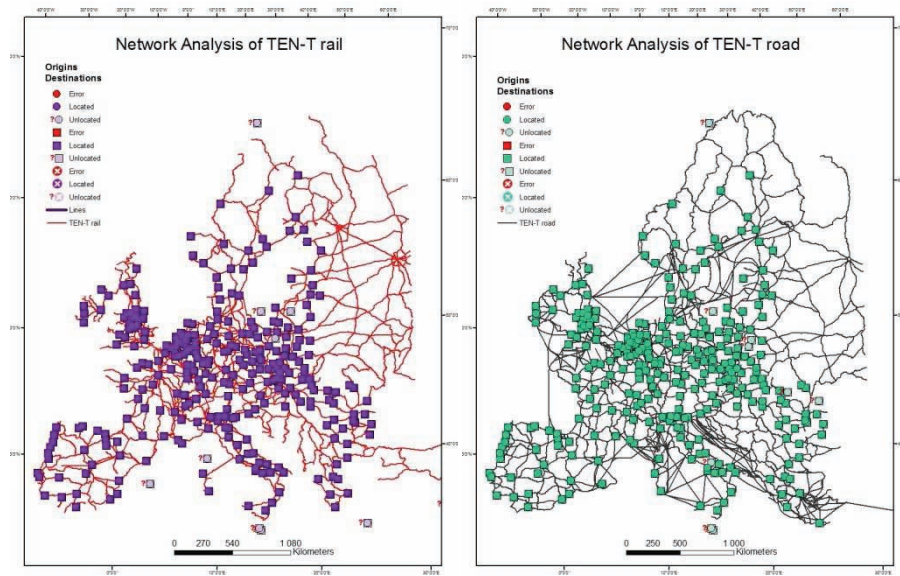 Network Analysis of TEN-T rail
Origins
Destinations
Error
Located
? Unlocated
Error
Located
? Unlocated
Error
Located
? Unlocated
Lines
TEN-T rail
0 270 540 1 080
Kilometers
Network Analysis of TEN-T road
Origins
Destinations
Error
Located
? Unlocated
Error
Located
? Unlocated
Error
Located
? Unlocated
TEN-T road
0 250 500 1 000
Kilometers